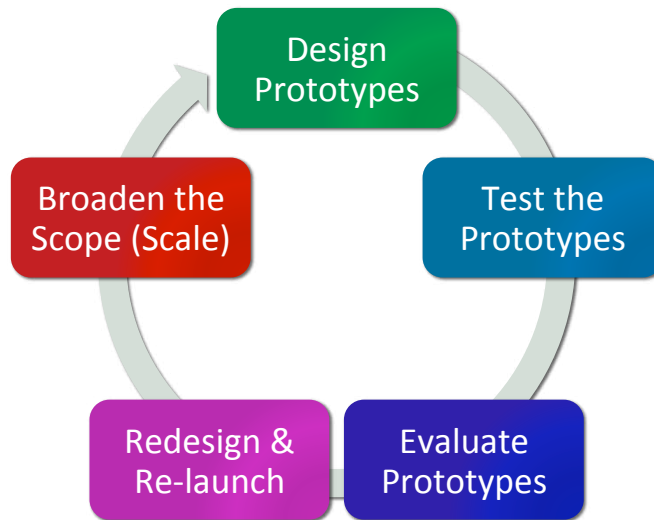 Design
Prototypes
Test the
Prototypes
Evaluate
Prototypes
Redesign &
Re-launch
Broaden the
Scope (Scale)